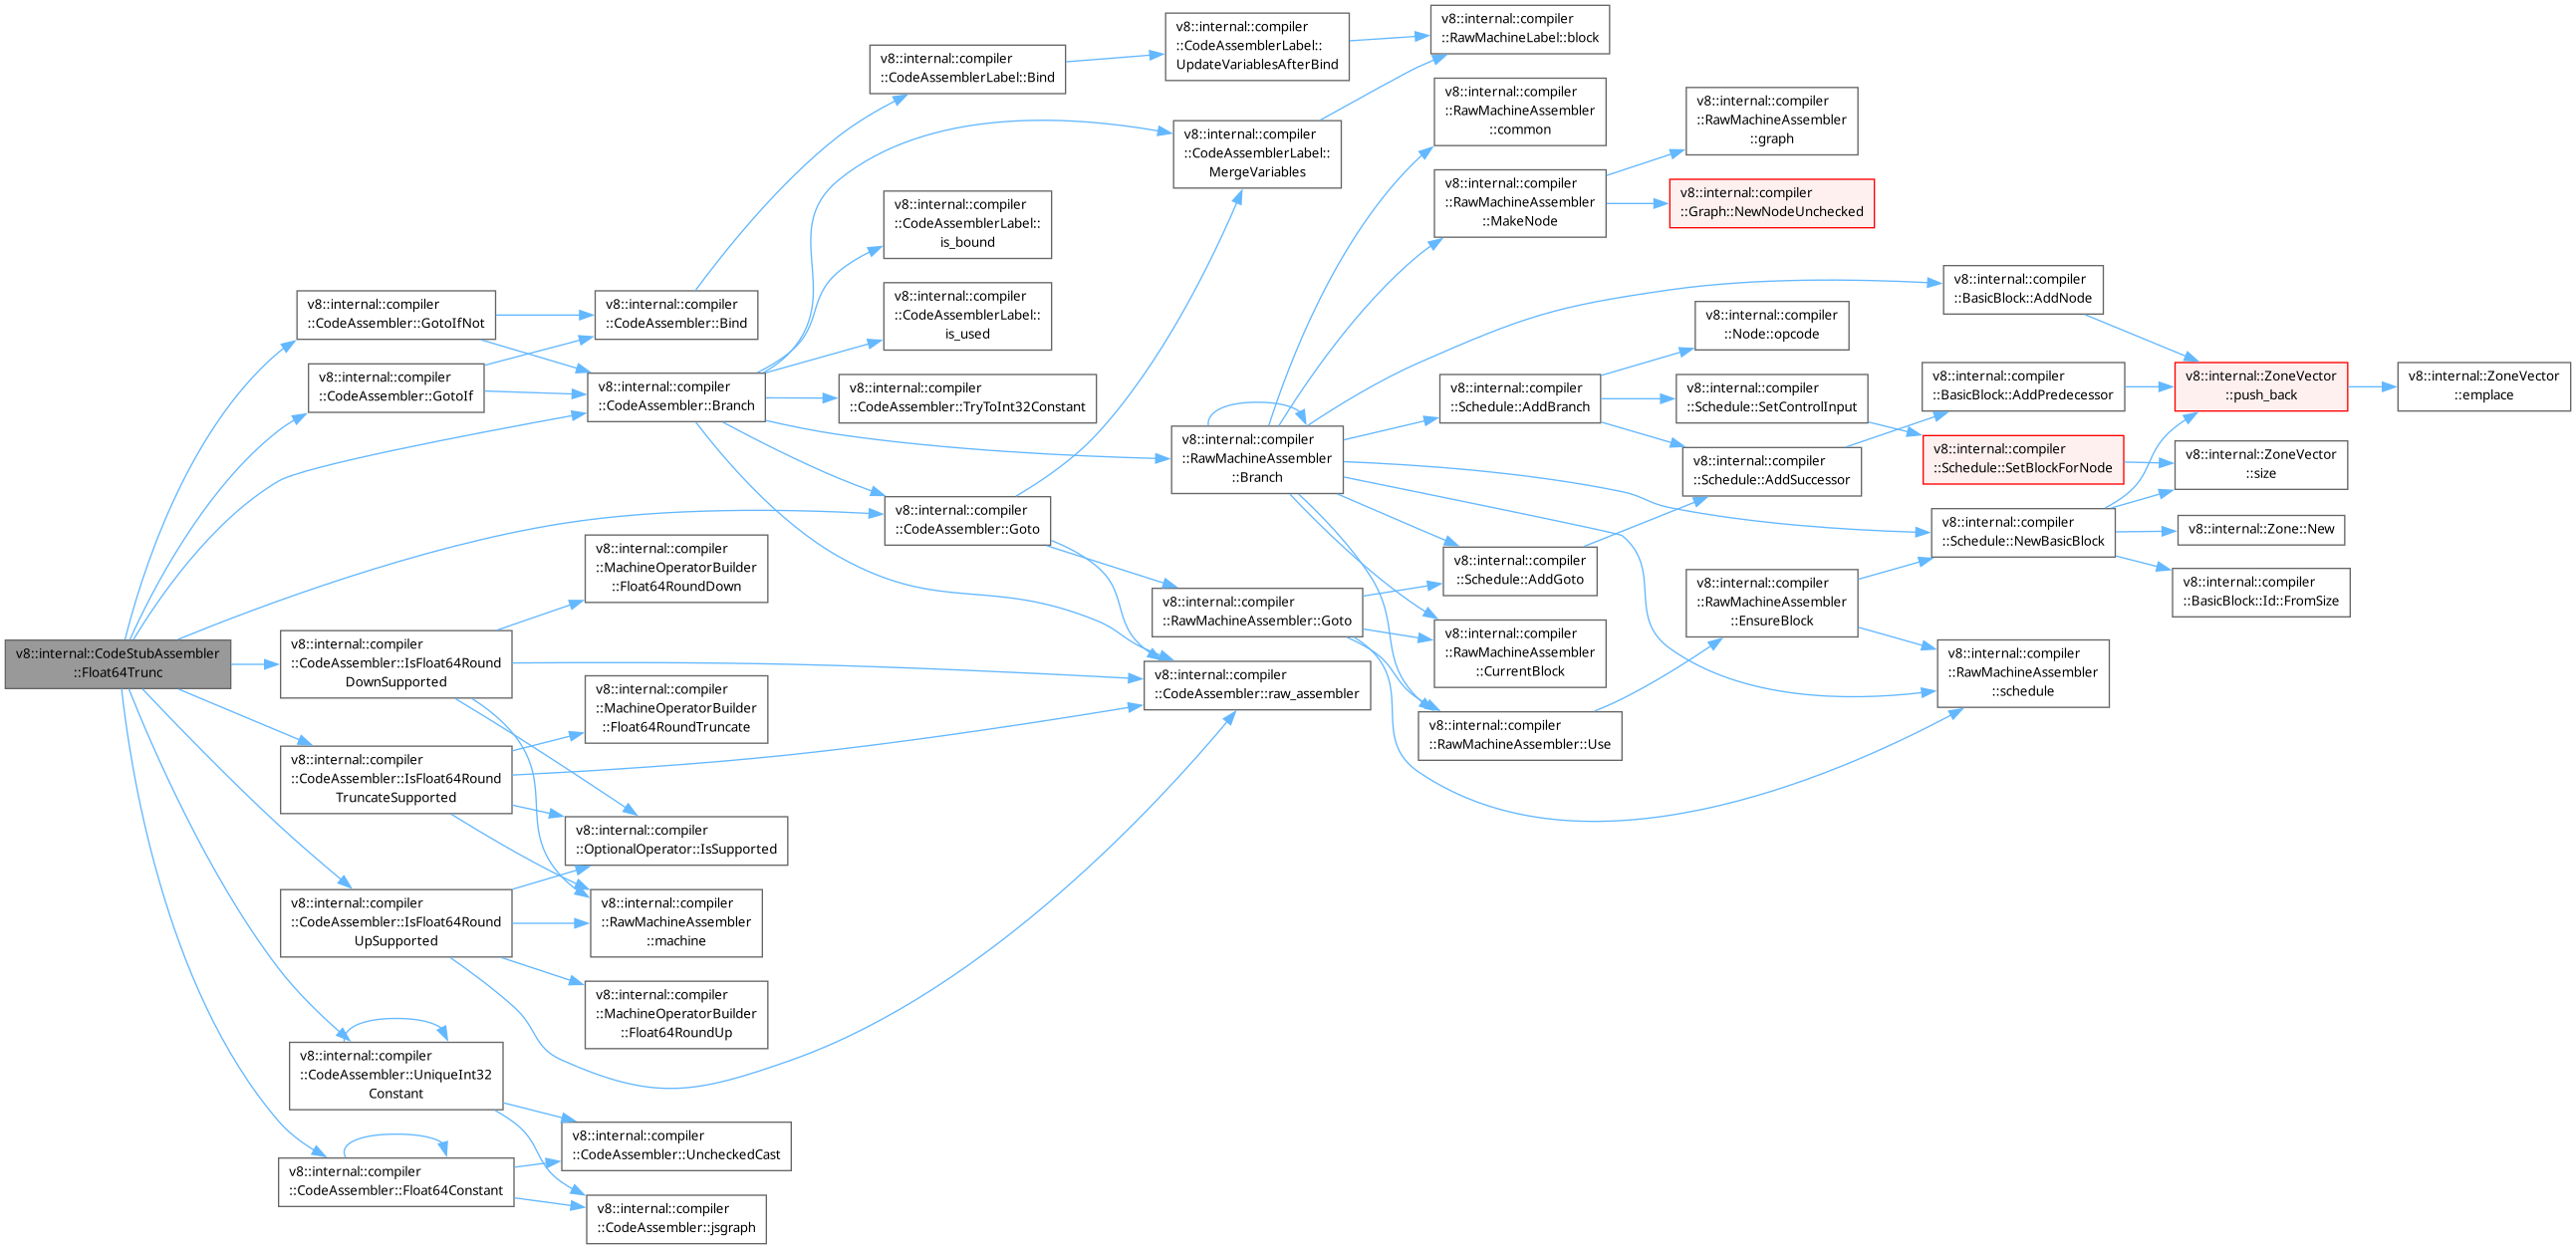 v8::internal::CodeStubAssembler
::Float64Trunc
v8::internal::compiler
::CodeAssembler::GotoIfNot
v8::internal::compiler
::CodeAssembler::GotoIf
v8::internal::compiler
::CodeAssembler::IsFloat64Round
DownSupported
v8::internal::compiler
::CodeAssembler::IsFloat64Round
TruncateSupported
v8::internal::compiler
::CodeAssembler::IsFloat64Round
UpSupported
v8::internal::compiler
::CodeAssembler::UniqueInt32
Constant
v8::internal::compiler
::CodeAssembler::Float64Constant
v8::internal::compiler
::CodeAssembler::Bind
v8::internal::compiler
::CodeAssembler::Branch
v8::internal::compiler
::MachineOperatorBuilder
::Float64RoundDown
v8::internal::compiler
::MachineOperatorBuilder
::Float64RoundTruncate
v8::internal::compiler
::OptionalOperator::IsSupported
v8::internal::compiler
::RawMachineAssembler
::machine
v8::internal::compiler
::MachineOperatorBuilder
::Float64RoundUp
v8::internal::compiler
::CodeAssembler::UncheckedCast
v8::internal::compiler
::CodeAssembler::jsgraph
v8::internal::compiler
::CodeAssemblerLabel::Bind
v8::internal::compiler
::CodeAssemblerLabel::
is_bound
v8::internal::compiler
::CodeAssemblerLabel::
is_used
v8::internal::compiler
::CodeAssembler::TryToInt32Constant
v8::internal::compiler
::CodeAssembler::Goto
v8::internal::compiler
::CodeAssemblerLabel::
UpdateVariablesAfterBind
v8::internal::compiler
::CodeAssemblerLabel::
MergeVariables
v8::internal::compiler
::RawMachineAssembler
::Branch
v8::internal::compiler
::RawMachineAssembler::Goto
v8::internal::compiler
::CodeAssembler::raw_assembler
v8::internal::compiler
::RawMachineLabel::block
v8::internal::compiler
::RawMachineAssembler
::common
v8::internal::compiler
::RawMachineAssembler
::MakeNode
v8::internal::compiler
::Schedule::AddBranch
v8::internal::compiler
::Schedule::AddGoto
v8::internal::compiler
::RawMachineAssembler
::CurrentBlock
v8::internal::compiler
::RawMachineAssembler::Use
v8::internal::compiler
::RawMachineAssembler
::graph
v8::internal::compiler
::Graph::NewNodeUnchecked
v8::internal::compiler
::Node::opcode
v8::internal::compiler
::Schedule::SetControlInput
v8::internal::compiler
::Schedule::AddSuccessor
v8::internal::compiler
::RawMachineAssembler
::EnsureBlock
v8::internal::compiler
::BasicBlock::AddNode
v8::internal::compiler
::BasicBlock::AddPredecessor
v8::internal::compiler
::Schedule::SetBlockForNode
v8::internal::compiler
::Schedule::NewBasicBlock
v8::internal::compiler
::RawMachineAssembler
::schedule
v8::internal::ZoneVector
::push_back
v8::internal::ZoneVector
::size
v8::internal::Zone::New
v8::internal::compiler
::BasicBlock::Id::FromSize
v8::internal::ZoneVector
::emplace